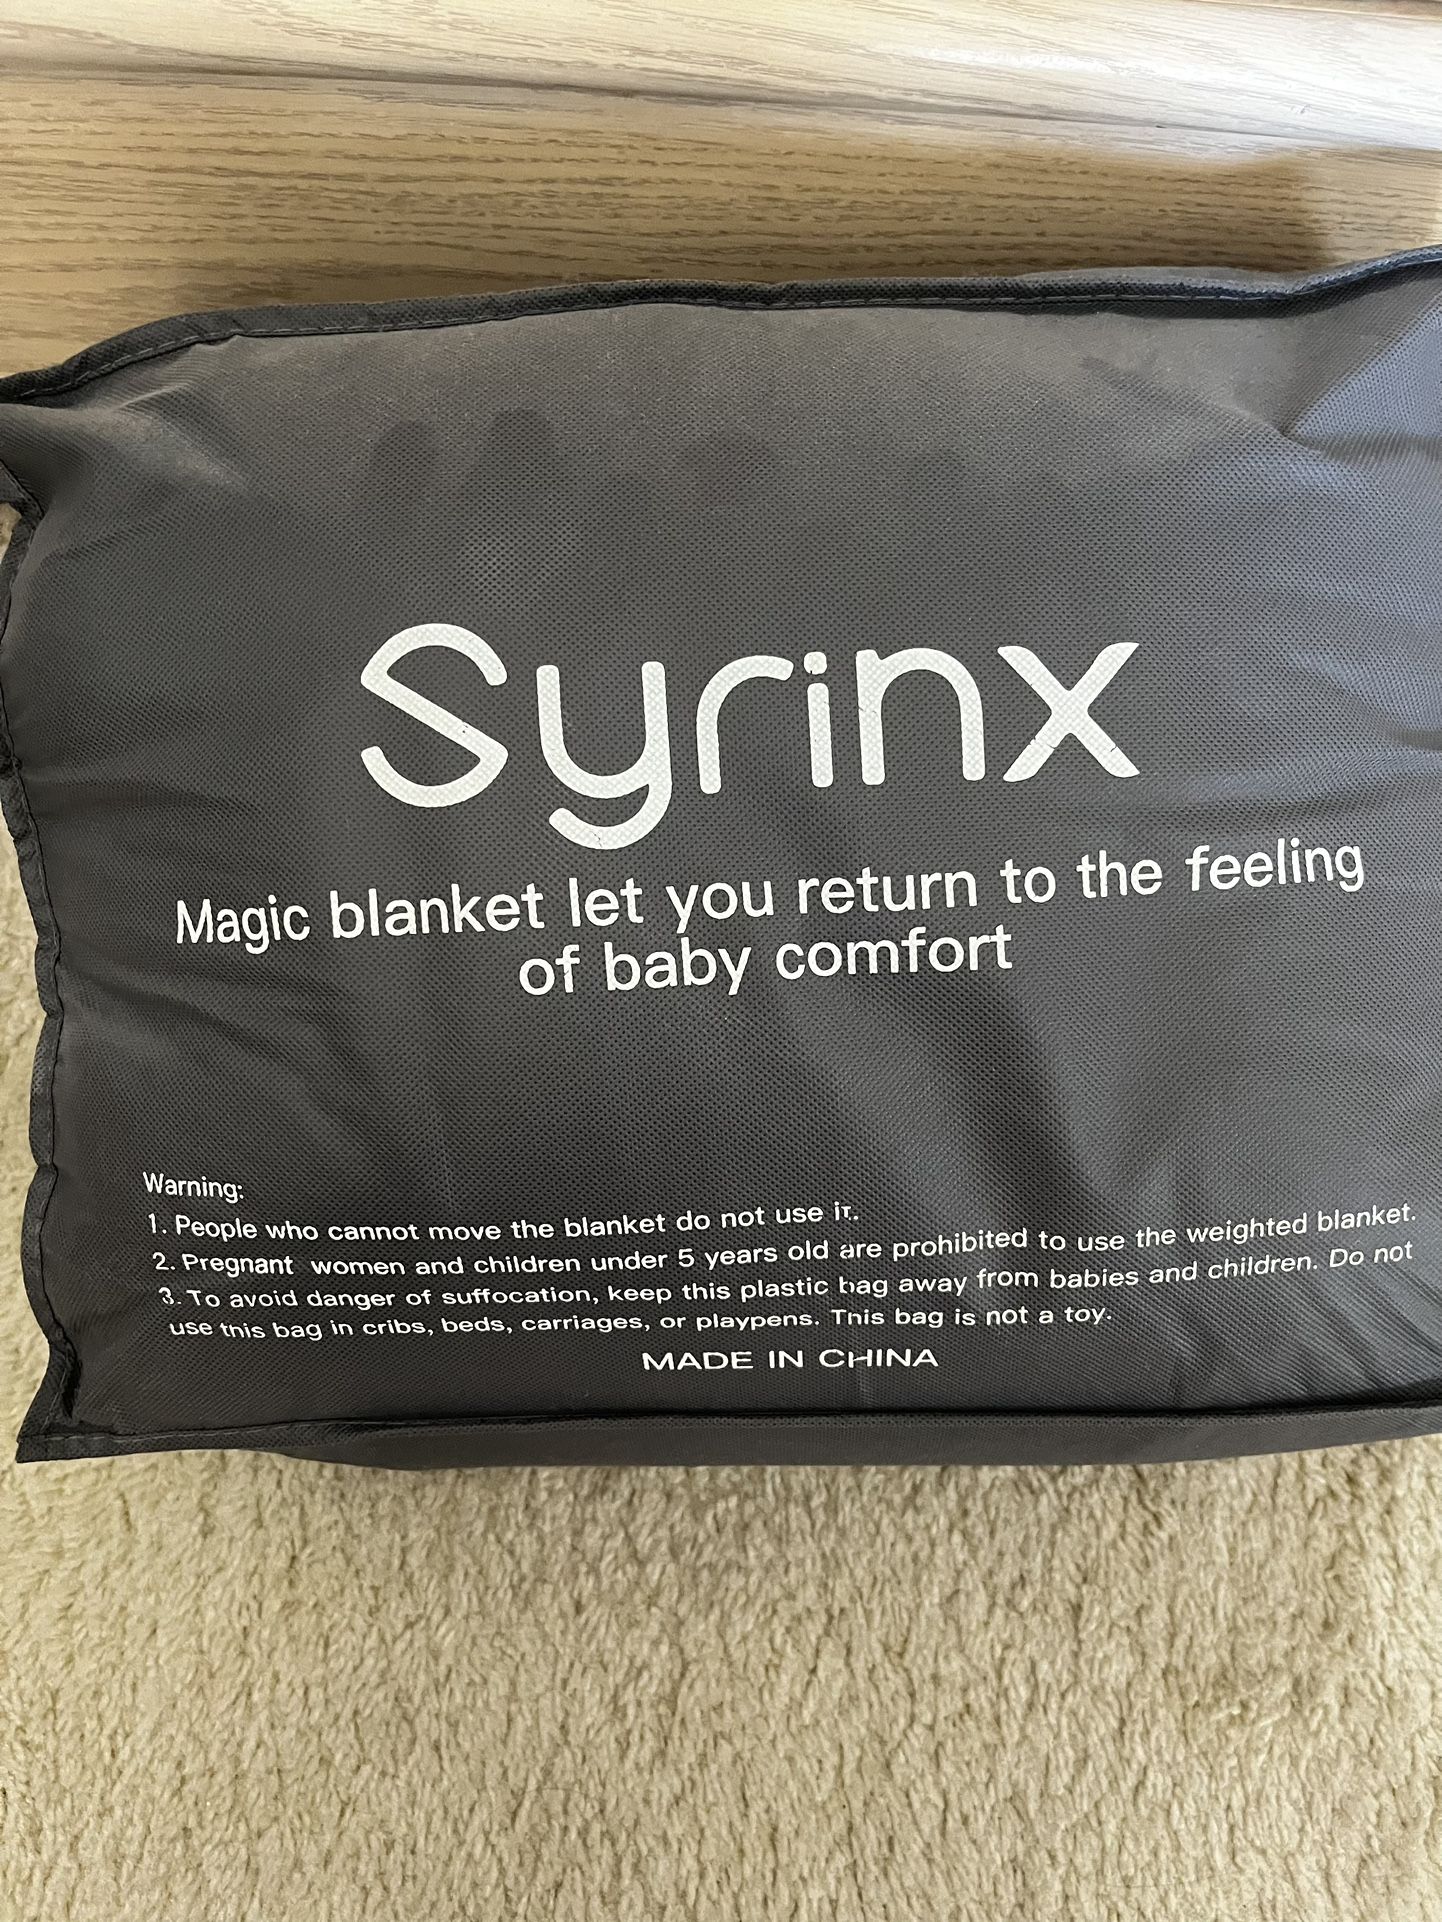 Syrinx
Magic blanket let you return to the feeling
of baby comfort
Warning:
1. People who cannot move the blanket do not use it.
2. Pregnant women and children under 5 years old are prohibited to use the weighted blanket.
3. To avoid danger of suffocation, keep this plastic bag away from babies and children. Do not
use this bag in cribs, beds, carriages, or playpens. This bag is not a toy.
MADE IN CHINA